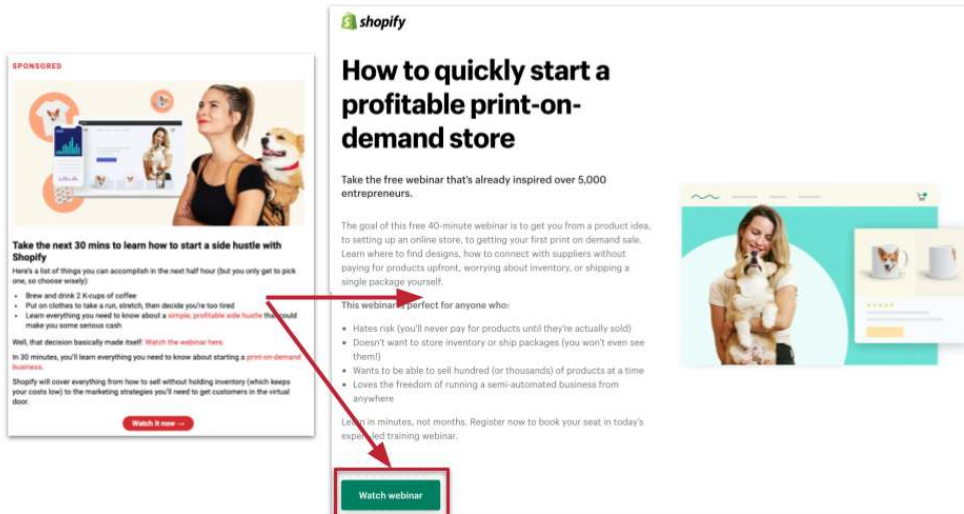 SPONSORED
Take the next 30 mins to learn how to start a side hustle with
Shopify
Here's a list of things you can accomplish in the next half hour (but you only get to pick
one, so choose wisely):
• Brew and drink 2 K-cups of coffee
• Put on clothes to take a run, stretch, then decide you're too tired
• Learn everything you need to know about a simple, profitable side hustle that could
make you some serious cash
Well, that decision basically made itself: Watch the webinar here.
In 30 minutes, you'll learn everything you need to know about starting a print-on-demand
business.
Shopify will cover everything from how to sell without holding inventory (which keeps
your costs low) to the marketing strategies you'll need to get customers in the virtual
door.
Watch it now →
shopify
How to quickly start a
profitable print-on-
demand store
Take the free webinar that's already inspired over 5,000
entrepreneurs.
The goal of this free 40-minute webinar is to get you from a product idea,
to setting up an online store, to getting your first print on demand sale.
Learn where to find designs, how to connect with suppliers without
paying for products upfront, worrying about inventory, or shipping a
single package yourself.
This webinar is perfect for anyone who:
• Hates risk (you'll never pay for products until they're actually sold)
• Doesn't want to store inventory or ship packages (you won't even see
them!)
• Wants to be able to sell hundred (or thousands) of products at a time
• Loves the freedom of running a semi-automated business from
anywhere
Learn in minutes, not months. Register now to book your seat in today's
expert-led training webinar.
Watch webinar